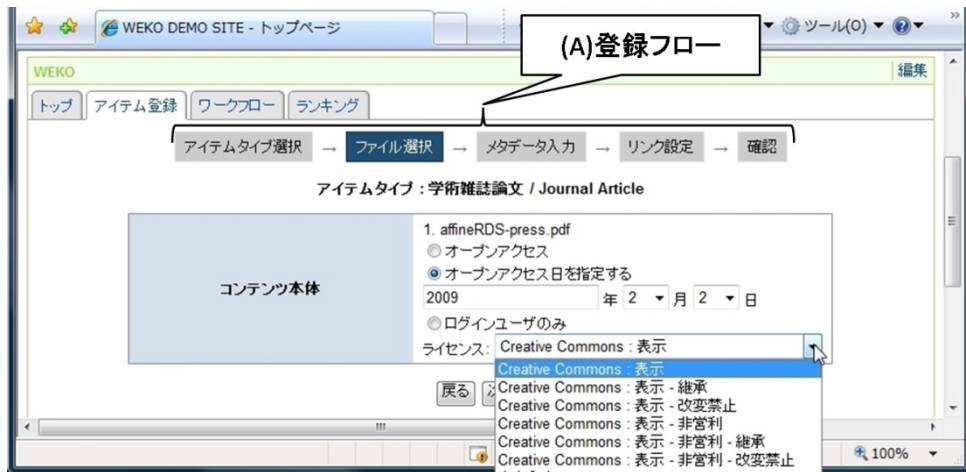 WEKO DEMO SITE - トップページ
ツール(O)
(A)登録フロー
WEKO
編集
トップ アイテム登録 ワークフロー ランキング
アイテムタイプ選択 → ファイル選択 → メタデータ入力 → リンク設定 → 確認
アイテムタイプ : 学術雑誌論文 / Journal Article
コンテンツ本体
1. affineRDS-press.pdf
オープンアクセス
オープンアクセス日を指定する
2009 年 2 月 2 日
ログインユーザのみ
ライセンス: Creative Commons : 表示
Creative Commons : 表示
Creative Commons : 表示 - 継承
Creative Commons : 表示 - 改変禁止
Creative Commons : 表示 - 非営利
Creative Commons : 表示 - 非営利 - 継承
Creative Commons : 表示 - 非営利 - 改変禁止
戻る
100%